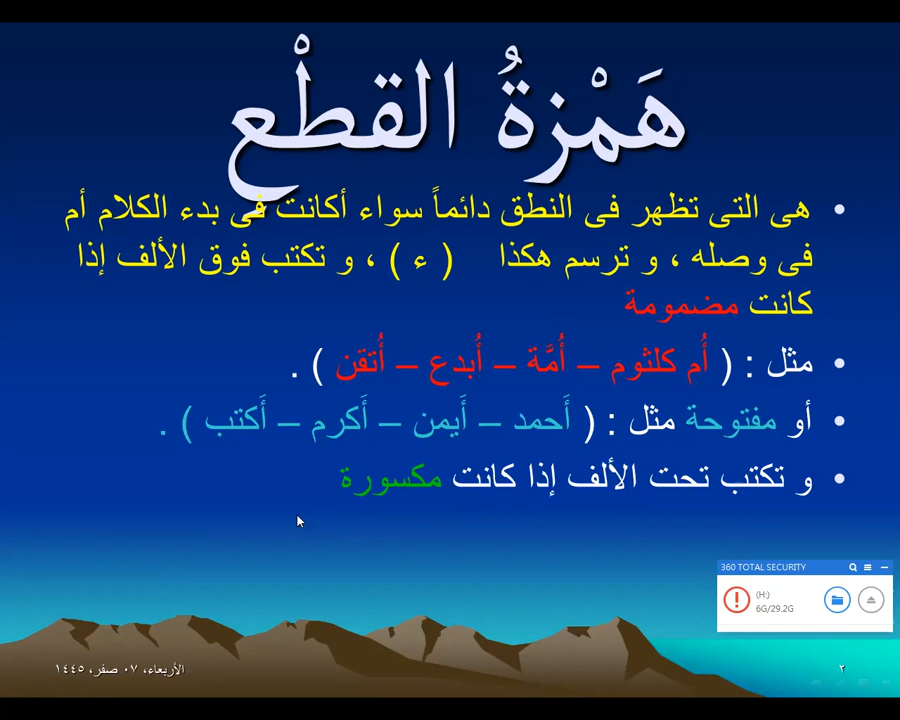 هَمْزةُ القطْعِ
هى التى تظهر فى النطق دائماً سواء أكانت فى بدء الكلام أم
فى وصله ، و ترسم هكذا ( ء ) ، و تكتب فوق الألف إذا
كانت مضمومة
مثل : ( أُم كلثوم – أُمَّة – أُبدع – أُتقن ) .
أو مفتوحة مثل : ( أَحمد – أَيمن – أَكرم – أَكتب ) .
و تكتب تحت الألف إذا كانت مكسورة
360 TOTAL SECURITY
(H:)
6G/29.2G
الأربعاء، ٠٧ صفر، ١٤٤٥
٢